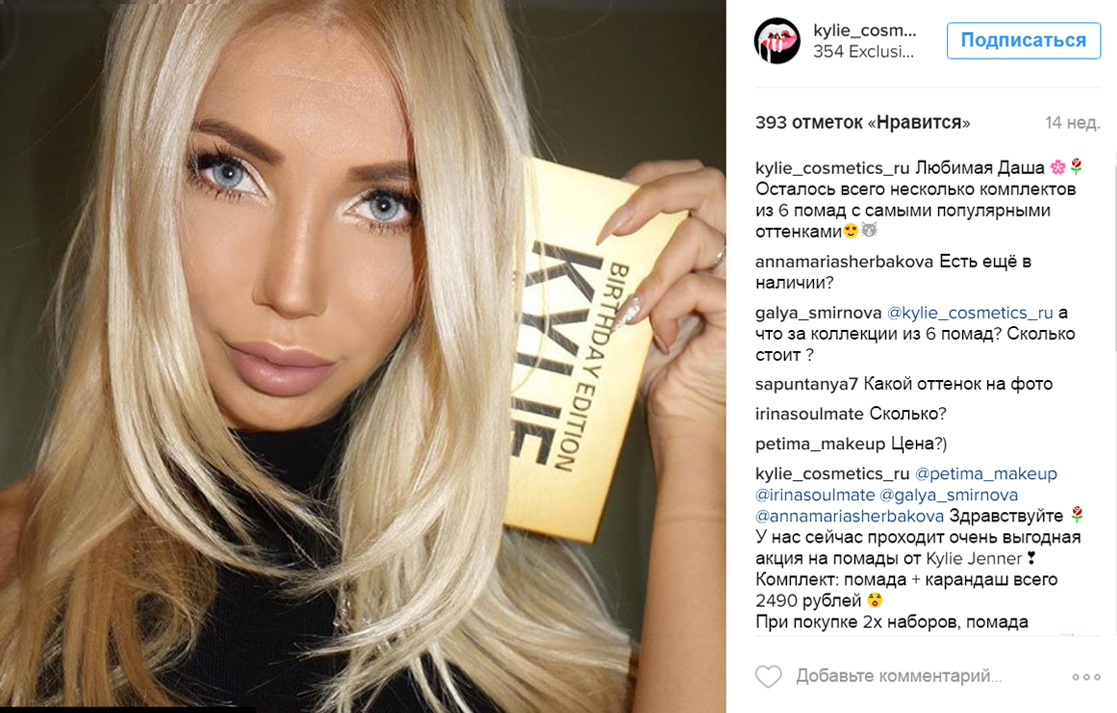 KYLIE
BIRTHDAY EDITION
kylie_cosm...
354 Exclusi...
Подписаться
393 отметок «Нравится»
14 нед.
kylie_cosmetics_ru Любимая Даша 🌸🌹
Осталось всего несколько комплектов
из 6 помад с самыми популярными
оттенками😍🐱
annamariasherbakova Есть ещё в
наличии?
galya_smirnova @kylie_cosmetics_ru а
что за коллекции из 6 помад? Сколько
стоит ?
sapuntanya7 Какой оттенок на фото
irinasoulmate Сколько?
petima_makeup Цена?)
kylie_cosmetics_ru @petima_makeup
@irinasoulmate @galya_smirnova
@annamariasherbakova Здравствуйте 🌹
У нас сейчас проходит очень выгодная
акция на помады от Kylie Jenner ❣
Комплект: помада + карандаш всего
2490 рублей 😲
При покупке 2х наборов, помада
Добавьте комментарий...